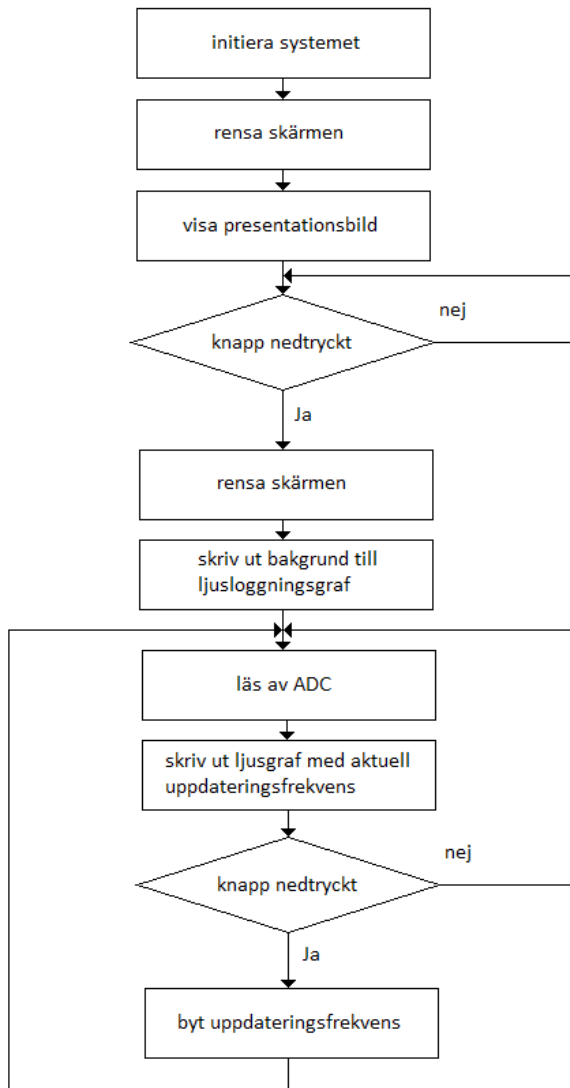 initiera systemet
rensa skärmen
visa presentationsbild
nej
knapp nedtryckt
Ja
rensa skärmen
skriv ut bakgrund till
ljusloggningsgraf
läs av ADC
skriv ut ljusgraf med aktuell
uppdateringsfrekvens
nej
knapp nedtryckt
Ja
byt uppdateringsfrekvens